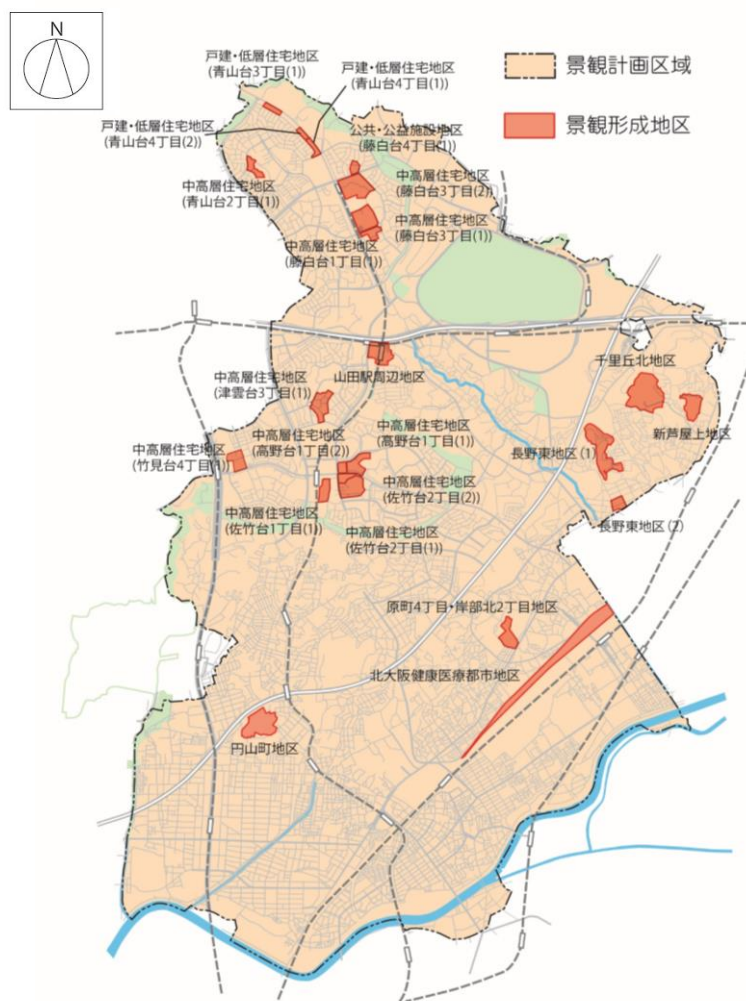 N
景観計画区域
景観形成地区
戸建・低層住宅地区
(青山台3丁目(1))
戸建・低層住宅地区
(青山台4丁目(1))
戸建・低層住宅地区
(青山台4丁目(2))
公共・公益施設地区
(藤白台4丁目(1))
中高層住宅地区
(青山台2丁目(1))
中高層住宅地区
(藤白台3丁目(2))
中高層住宅地区
(藤白台3丁目(1))
中高層住宅地区
(藤白台1丁目(1))
山田駅周辺地区
千里丘北地区
新芦屋上地区
中高層住宅地区
(津雲台3丁目(1))
中高層住宅地区
(高野台1丁目(1))
中高層住宅地区
(高野台1丁目(2))
長野東地区(1)
中高層住宅地区
(竹見台4丁目(1))
中高層住宅地区
(佐竹台2丁目(2))
中高層住宅地区
(佐竹台1丁目(1))
中高層住宅地区
(佐竹台2丁目(1))
長野東地区(2)
原町4丁目・岸部北2丁目地区
北大阪健康医療都市地区
円山町地区